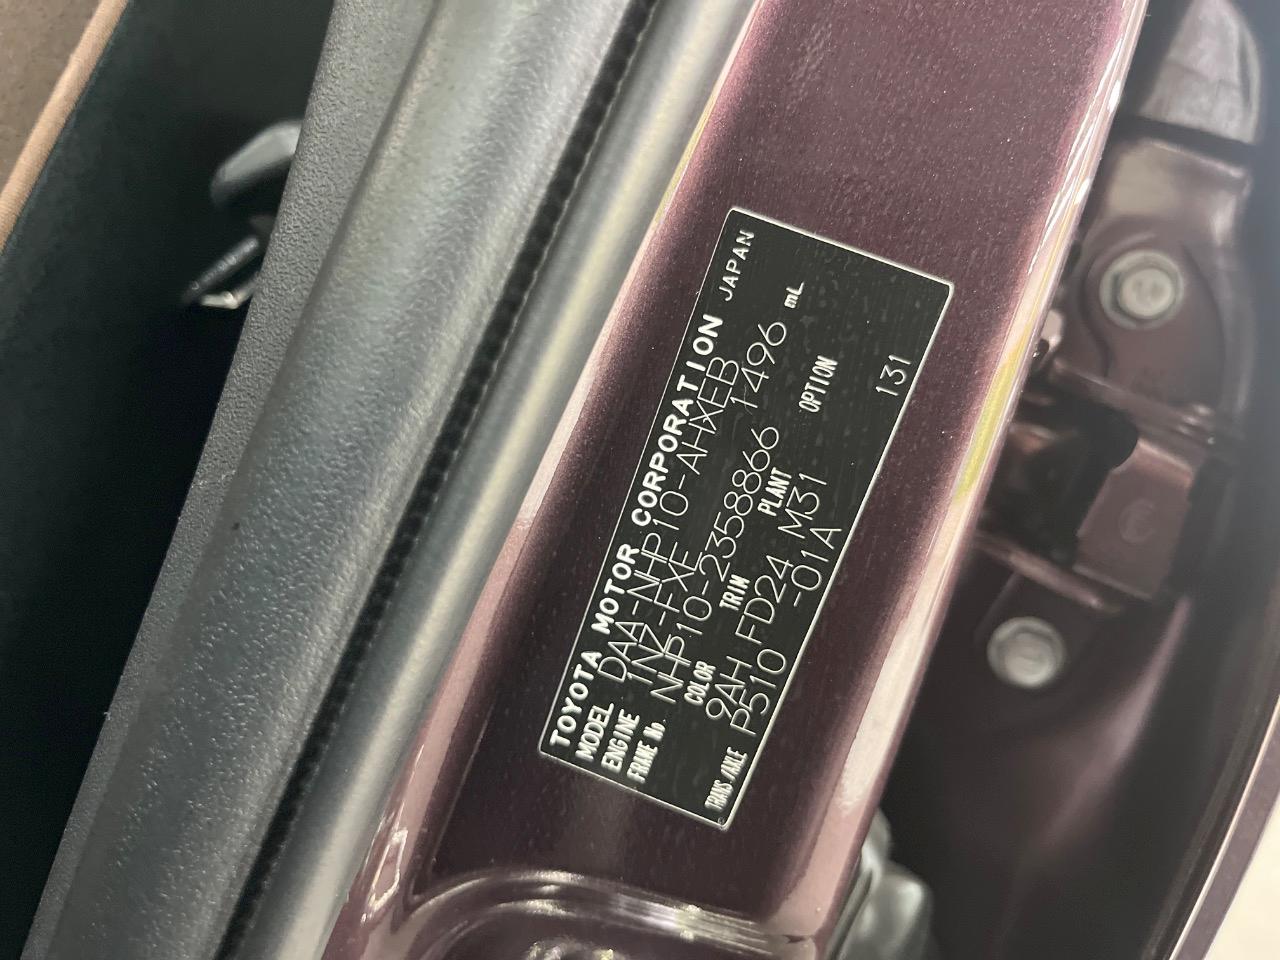 TOYOTA MOTOR CORPORATION JAPAN
MODEL DAA-NHP10-AHXEB
ENGINE 1NZ-FXE 1496 mL
FRAME No. NHP10-2358866
COLOR TRIM PLANT OPTION
9AH FD24 M31
TRANS/AXLE P510 -01A 131